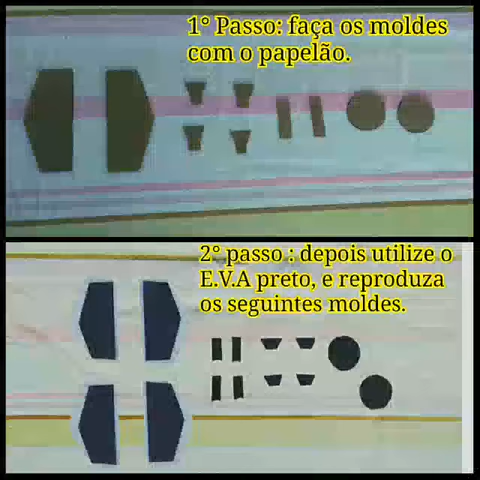 1° Passo: faça os moldes
com o papelão.
2° passo : depois utilize o
E.V.A preto, e reproduza
os seguintes moldes.